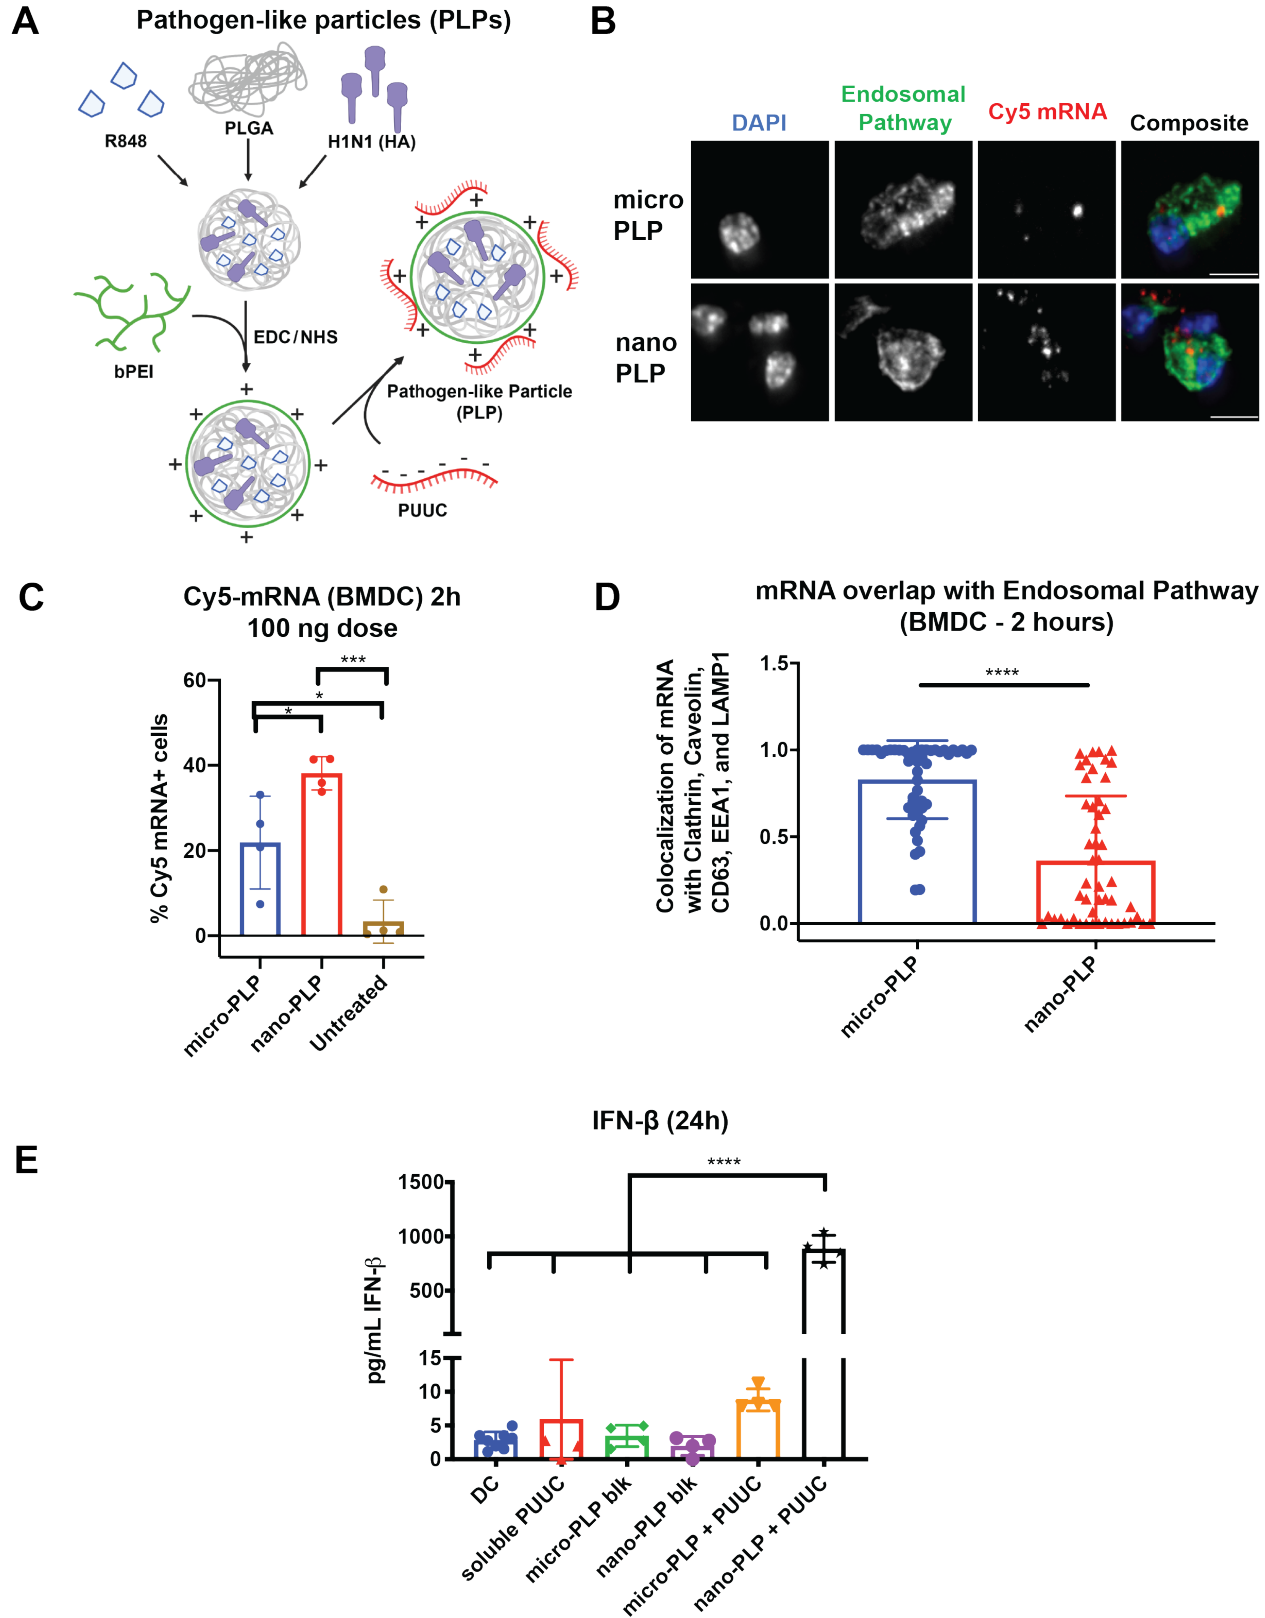 A
Pathogen-like particles (PLPs)
R848
PLGA
H1N1 (HA)
bPEI
EDC/NHS
Pathogen-like Particle
(PLP)
PUUC
B
DAPI
Endosomal
Pathway
Cy5 mRNA
Composite
micro
PLP
nano
PLP
C
Cy5-mRNA (BMDC) 2h
100 ng dose
***
*
*
% Cy5 mRNA+ cells
60
40
20
0
micro-PLP
nano-PLP
Untreated
D
mRNA overlap with Endosomal Pathway
(BMDC - 2 hours)
****
Colocalization of mRNA
with Clathrin, Caveolin,
CD63, EEA1, and LAMP1
1.5
1.0
0.5
0.0
micro-PLP
nano-PLP
E
IFN-β (24h)
****
pg/mL IFN-β
1500
1000
500
15
10
5
0
DC
soluble PUUC
micro-PLP blk
nano-PLP blk
micro-PLP + PUUC
nano-PLP + PUUC